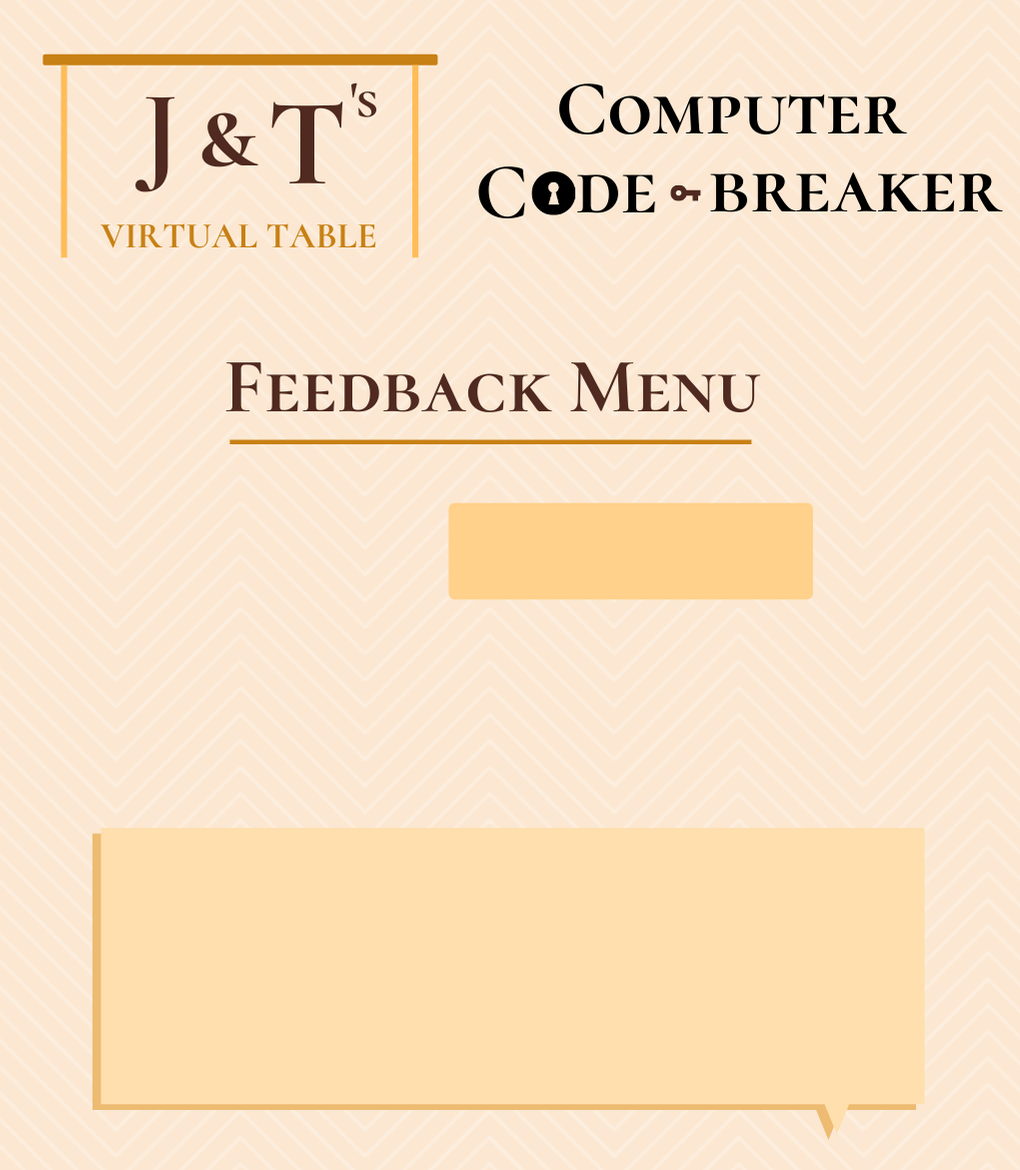 J & T's
VIRTUAL TABLE
COMPUTER
CODE-BREAKER
FEEDBACK MENU